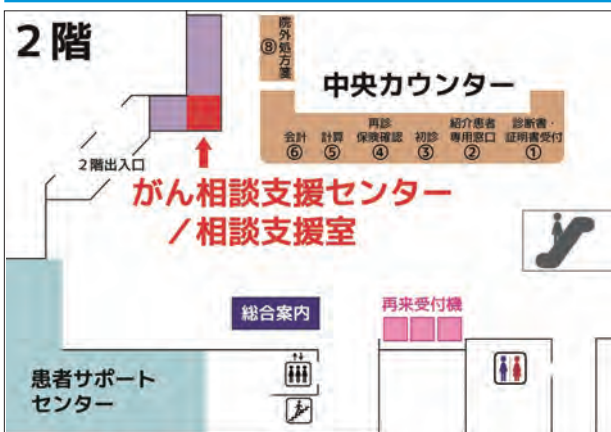 2階
院外処方箋
⑧
中央カウンター
会計
⑥
計算
⑤
再診
保険確認
④
初診
③
紹介患者
専用窓口
②
診断書・
証明書受付
①
2階出入口
がん相談支援センター
／相談支援室
総合案内
再来受付機
患者サポート
センター